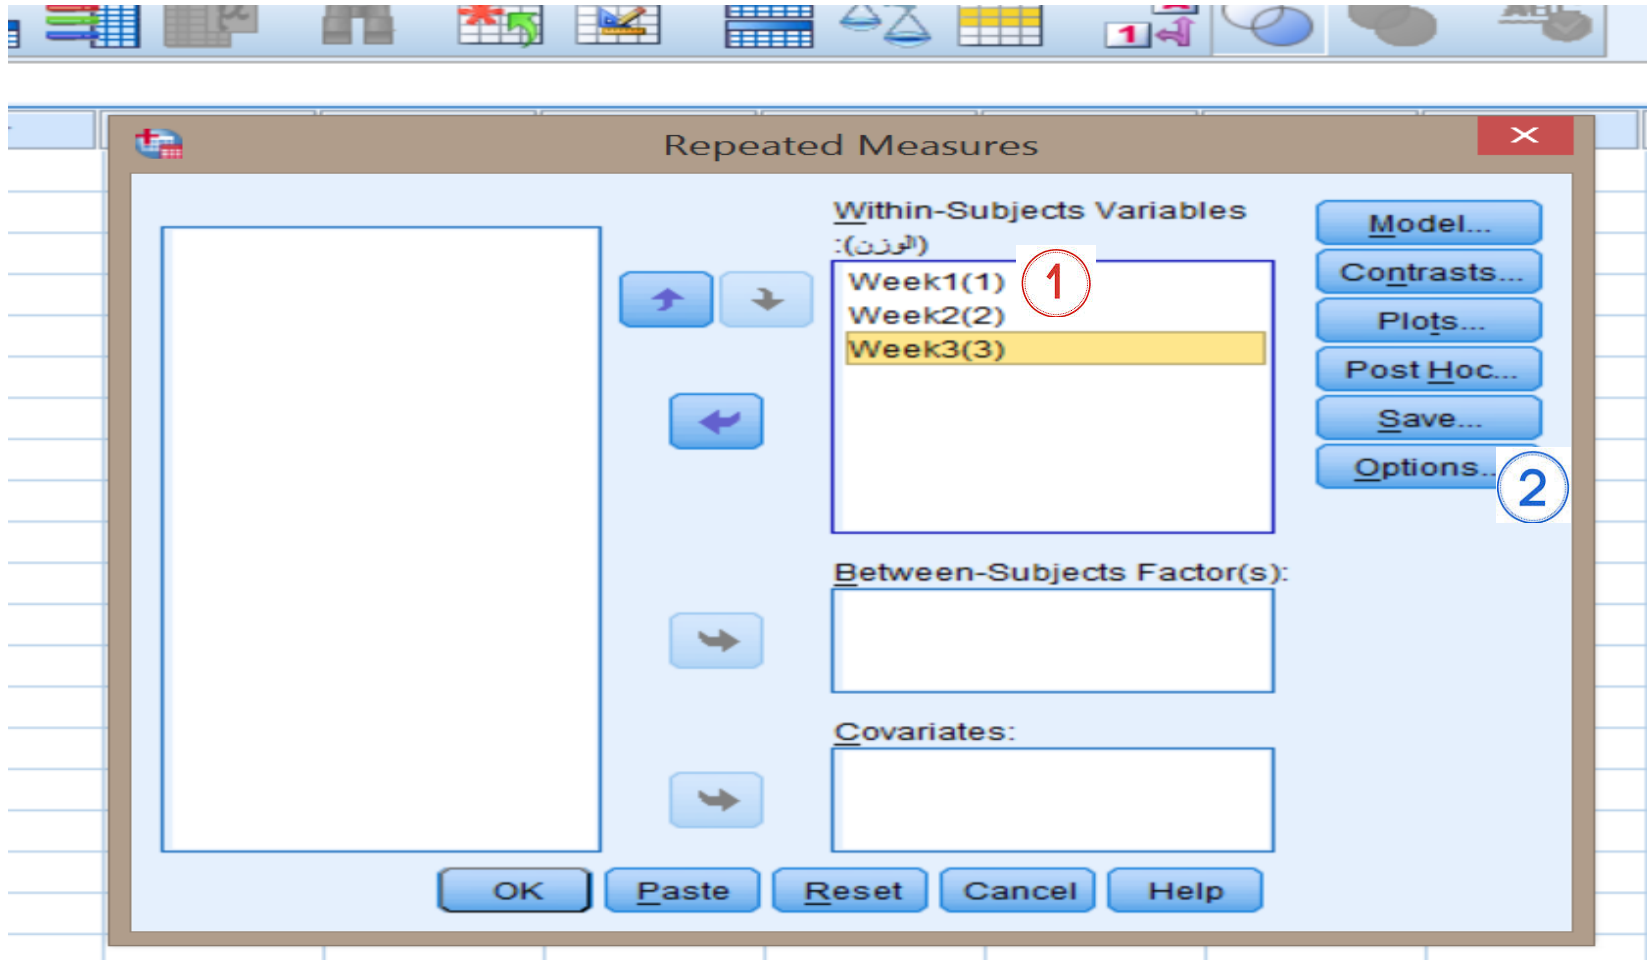 Repeated Measures
Within-Subjects Variables
(الوزن):
Week1(1)
1
Week2(2)
Week3(3)
Model...
Contrasts...
Plots...
Post Hoc...
Save...
Options...
2
Between-Subjects Factor(s):
Covariates:
OK
Paste
Reset
Cancel
Help
1